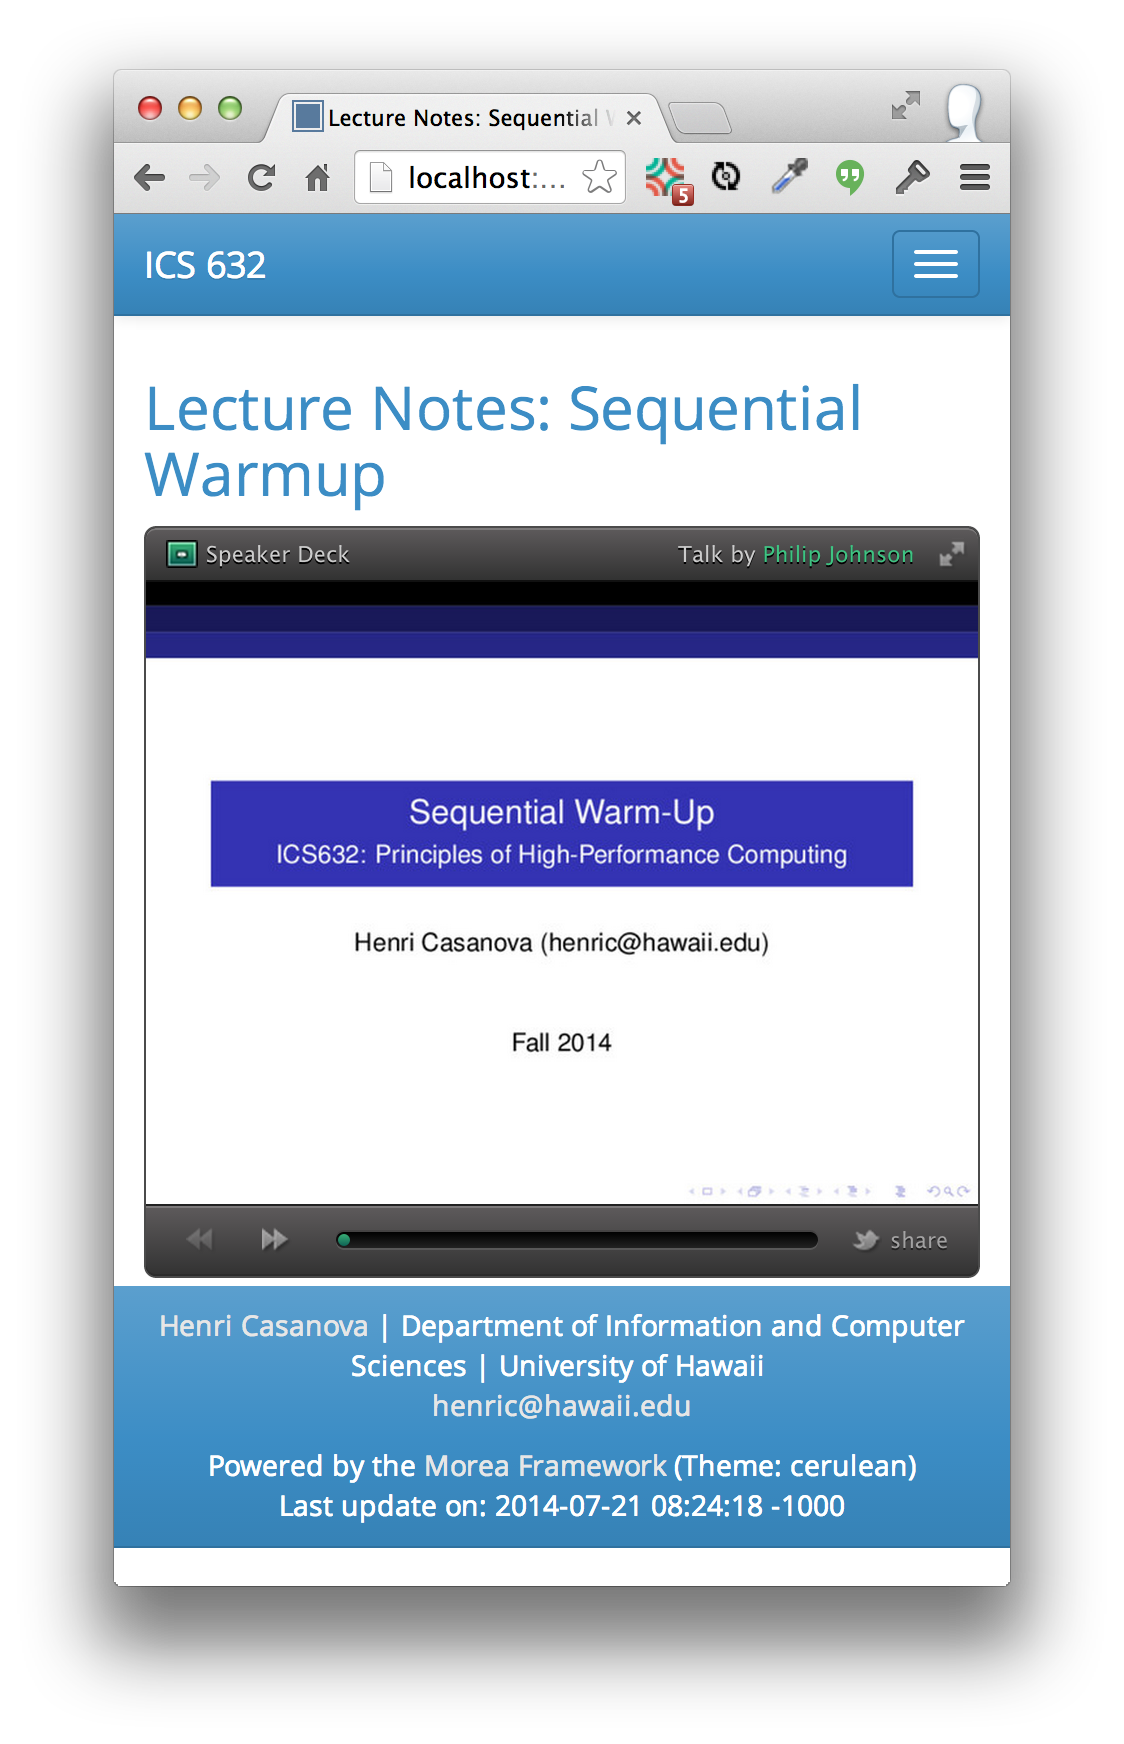 Lecture Notes: Sequential
localhost:...
5
ICS 632
Lecture Notes: Sequential
Warmup
Speaker Deck
Talk by Philip Johnson
Sequential Warm-Up
ICS632: Principles of High-Performance Computing
Henri Casanova (henric@hawaii.edu)
Fall 2014
share
Henri Casanova | Department of Information and Computer
Sciences | University of Hawaii
henric@hawaii.edu
Powered by the Morea Framework (Theme: cerulean)
Last update on: 2014-07-21 08:24:18 -1000